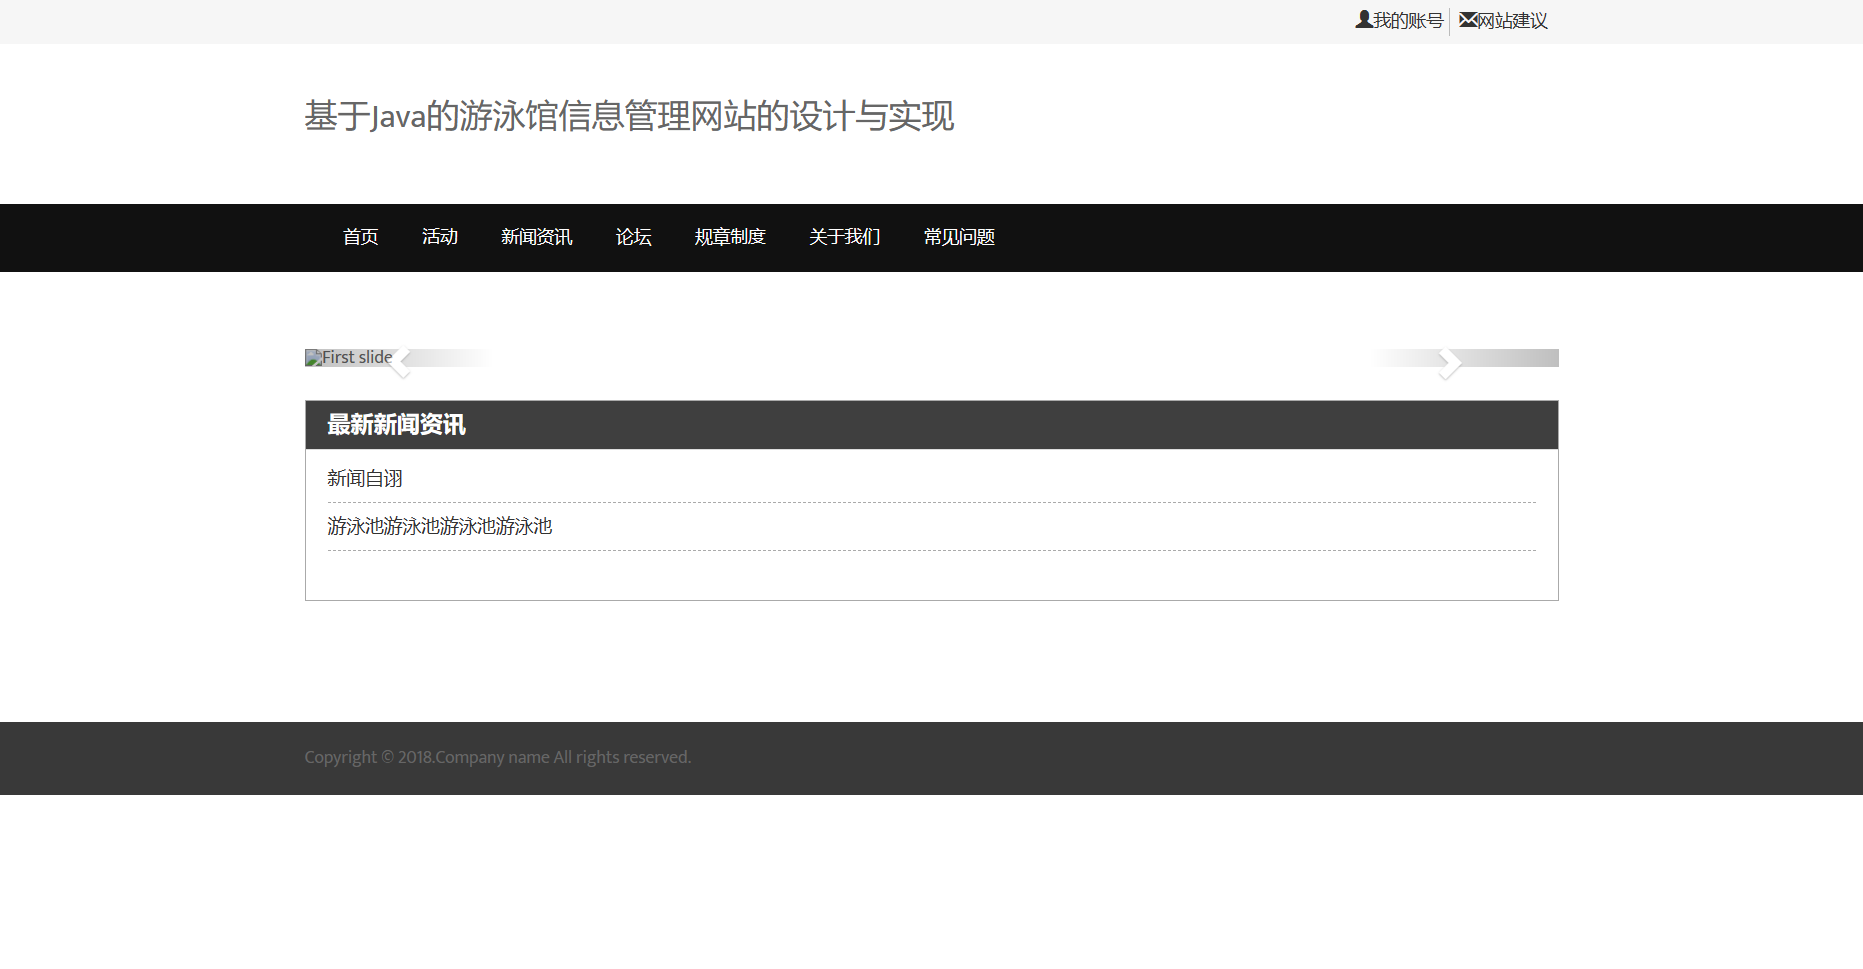 我的账号 网站建议
基于Java的游泳馆信息管理网站的设计与实现
首页 活动 新闻资讯 论坛 规章制度 关于我们 常见问题
First slide
最新新闻资讯
新闻自诩
游泳池游泳池游泳池游泳池
Copyright © 2018.Company name All rights reserved.